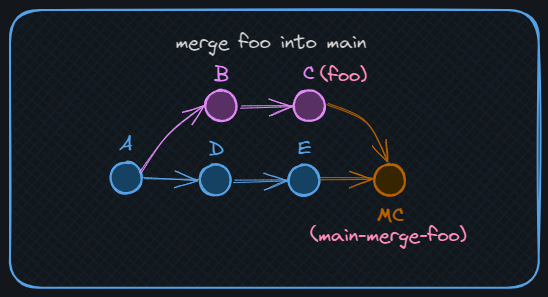 merge foo into main
B
C (foo)
A
D
E
MC
(main-merge-foo)